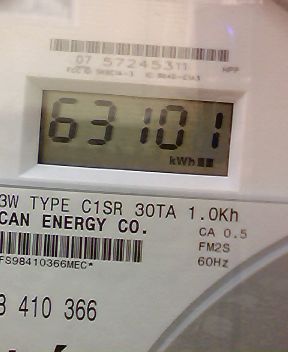 07 57245311
63101
kWh
3W TYPE C1SR 30TA 1.0Kh
CAN ENERGY CO.
CA 0.5
FM2S
FS98410366MEC*
60Hz
410 366